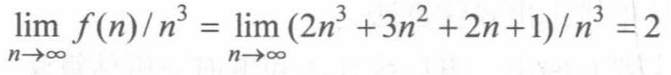 lim f(n)/n³ = lim (2n³+3n²+2n+1)/n³ = 2
n→∞ n→∞